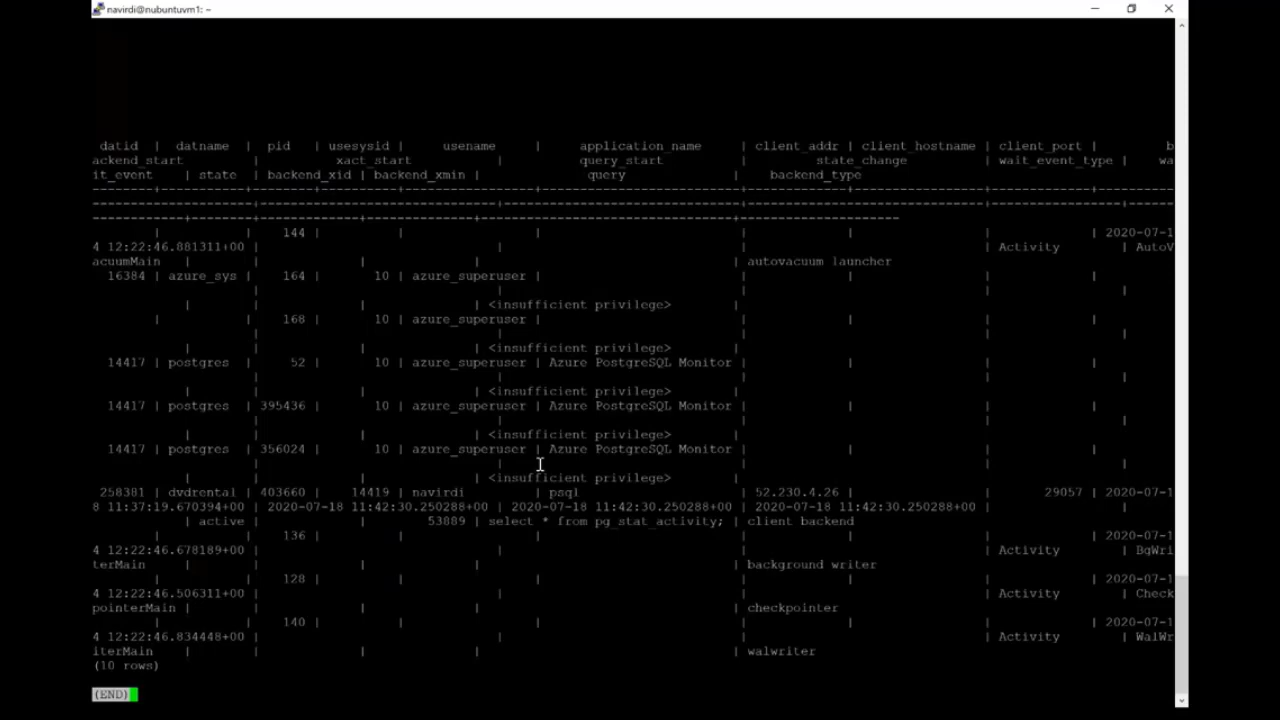 navirdi@nubuntuvm1: ~
datid | datname | pid | usesysid | usename | application_name | client_addr | client_hostname | client_port | b
ackend_start | xact_start | query_start | state_change | wait_event_type | wa
it_event | state | backend_xid | backend_xmin | query | backend_type
| | 144 | | | | | | | 2020-07-1
4 12:22:46.881311+00 | | | | Activity | AutoV
acuumMain | | | | | autovacuum launcher
16384 | azure_sys | 164 | 10 | azure_superuser | | | | |
| | | | |
| | | | <insufficient privilege> |
| | 168 | 10 | azure_superuser | | | | |
| | | | |
| | | | <insufficient privilege> |
14417 | postgres | 52 | 10 | azure_superuser | Azure PostgreSQL Monitor | | | |
| | | | |
| | | | <insufficient privilege> |
14417 | postgres | 395436 | 10 | azure_superuser | Azure PostgreSQL Monitor | | | |
| | | | |
| | | | <insufficient privilege> |
14417 | postgres | 356024 | 10 | azure_superuser | Azure PostgreSQL Monitor | | | |
| | | | |
| | | | <insufficient privilege> |
258381 | dvdrental | 403660 | 14419 | navirdi | psql | 52.230.4.26 | | 29057 | 2020-07-1
8 11:37:19.670394+00 | 2020-07-18 11:42:30.250288+00 | 2020-07-18 11:42:30.250288+00 | 2020-07-18 11:42:30.250288+00 | |
| active | | 53889 | select * from pg_stat_activity; | client backend
| | 136 | | | | | | | 2020-07-1
4 12:22:46.678189+00 | | | | Activity | BgWri
terMain | | | | | background writer
| | 128 | | | | | | | 2020-07-1
4 12:22:46.506311+00 | | | | Activity | Check
pointerMain | | | | | checkpointer
| | 140 | | | | | | | 2020-07-1
4 12:22:46.834448+00 | | | | Activity | WalWr
iterMain | | | | | walwriter
(10 rows)
(END)